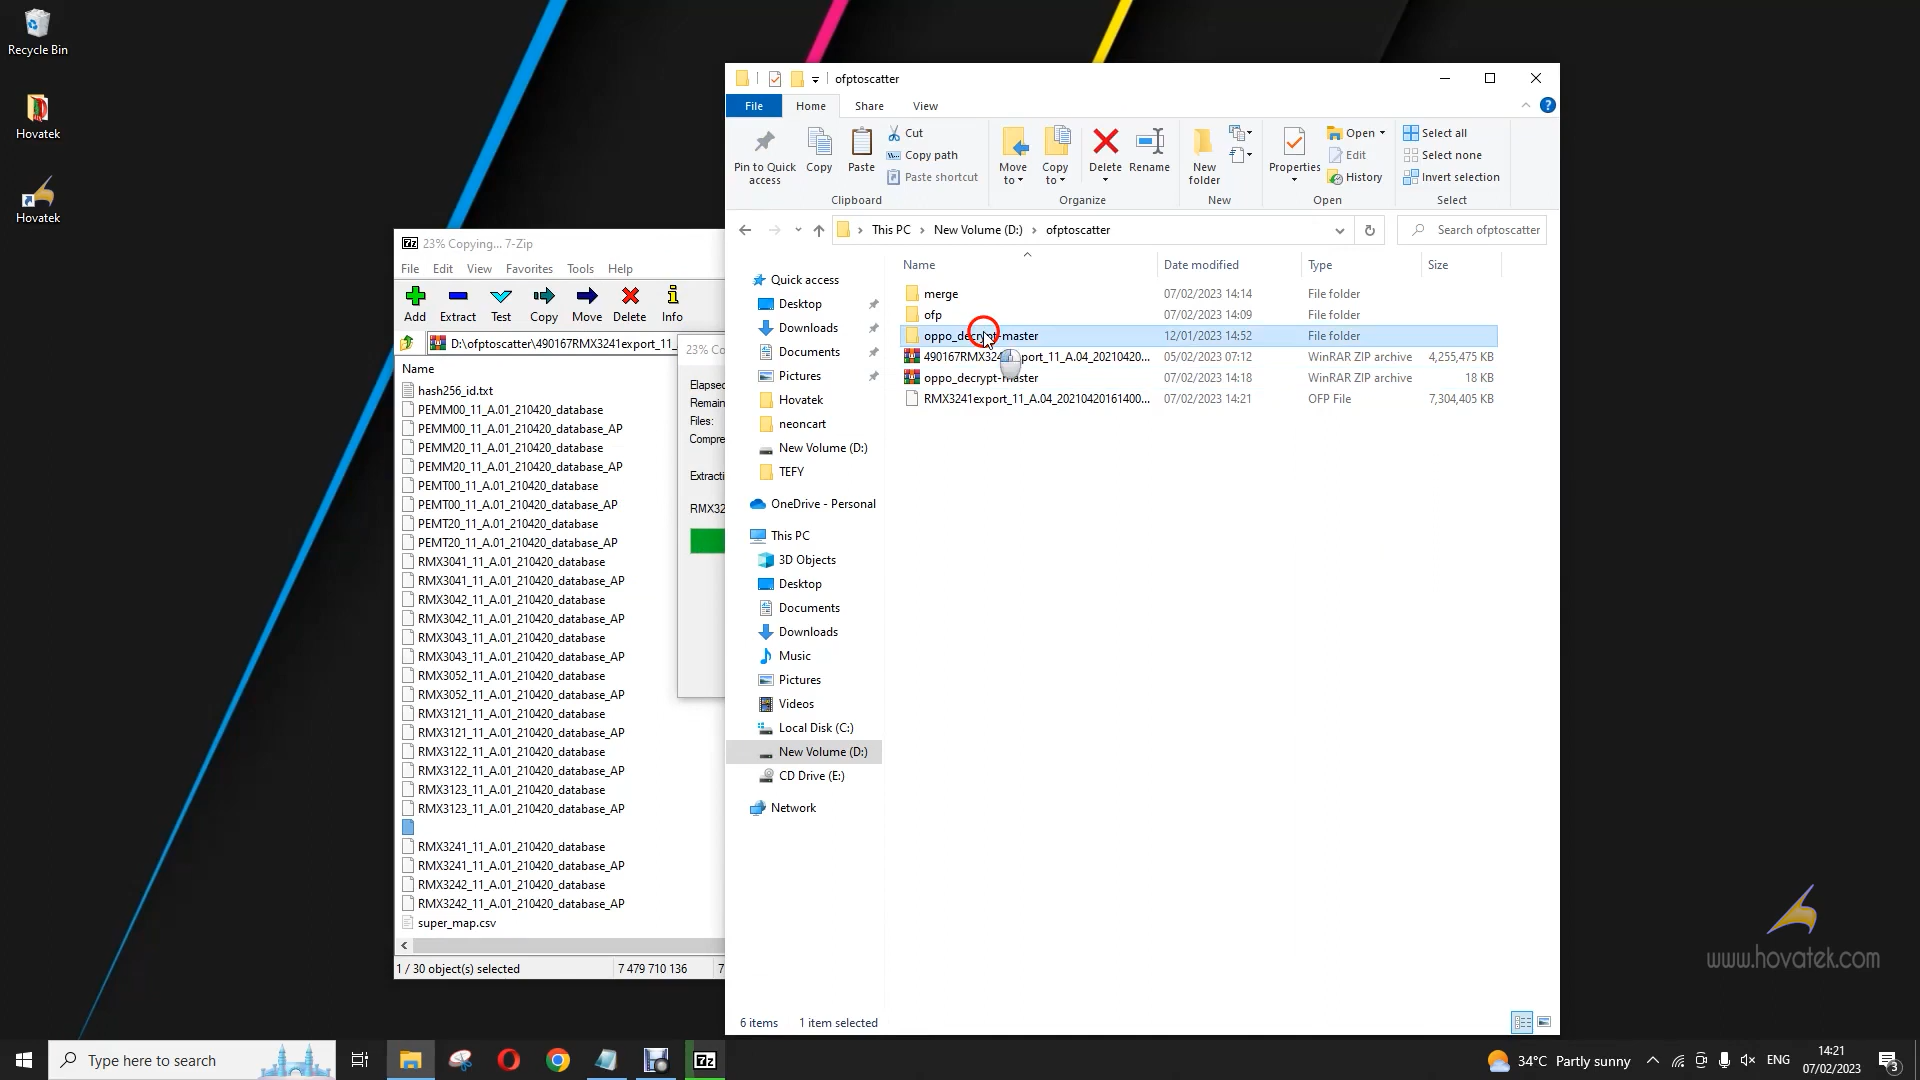 Recycle Bin
Hovatek
Hovatek
23% Copying... 7-Zip
File Edit View Favorites Tools Help
Add Extract Test Copy Move Delete Info
D:\ofptoscatter\490167RMX3241export_11_
Name
hash256_id.txt
PEMM00_11_A.01_210420_database
PEMM00_11_A.01_210420_database_AP
PEMM20_11_A.01_210420_database
PEMM20_11_A.01_210420_database_AP
PEMT00_11_A.01_210420_database
PEMT00_11_A.01_210420_database_AP
PEMT20_11_A.01_210420_database
PEMT20_11_A.01_210420_database_AP
RMX3041_11_A.01_210420_database
RMX3041_11_A.01_210420_database_AP
RMX3042_11_A.01_210420_database
RMX3042_11_A.01_210420_database_AP
RMX3043_11_A.01_210420_database
RMX3043_11_A.01_210420_database_AP
RMX3052_11_A.01_210420_database
RMX3052_11_A.01_210420_database_AP
RMX3121_11_A.01_210420_database
RMX3121_11_A.01_210420_database_AP
RMX3122_11_A.01_210420_database
RMX3122_11_A.01_210420_database_AP
RMX3123_11_A.01_210420_database
RMX3123_11_A.01_210420_database_AP
RMX3241_11_A.01_210420_database
RMX3241_11_A.01_210420_database_AP
RMX3242_11_A.01_210420_database
RMX3242_11_A.01_210420_database_AP
super_map.csv
1 / 30 object(s) selected 7 479 710 136 7
23% Co
Elapsed
Remain
Files:
Compre
Extracti
RMX32
ofptoscatter
File Home Share View
Pin to Quick access
Copy
Paste
Cut
Copy path
Paste shortcut
Clipboard
Move to
Copy to
Delete
Rename
Organize
New folder
New
Properties
Open
Edit
History
Open
Select all
Select none
Invert selection
Select
This PC New Volume (D:) ofptoscatter
Search ofptoscatter
Quick access
Desktop
Downloads
Documents
Pictures
Hovatek
neoncart
New Volume (D:)
TEFY
OneDrive - Personal
This PC
3D Objects
Desktop
Documents
Downloads
Music
Pictures
Videos
Local Disk (C:)
New Volume (D:)
CD Drive (E:)
Network
Name Date modified Type Size
merge 07/02/2023 14:14 File folder
ofp 07/02/2023 14:09 File folder
oppo_decrypt-master 12/01/2023 14:52 File folder
490167RMX3241export_11_A.04_20210420... 05/02/2023 07:12 WinRAR ZIP archive 4,255,475 KB
oppo_decrypt-master 07/02/2023 14:18 WinRAR ZIP archive 18 KB
RMX3241export_11_A.04_20210420161400... 07/02/2023 14:21 OFP File 7,304,405 KB
6 items 1 item selected
www.hovatek.com
Type here to search
7z
34°C Partly sunny
ENG
14:21
07/02/2023
3